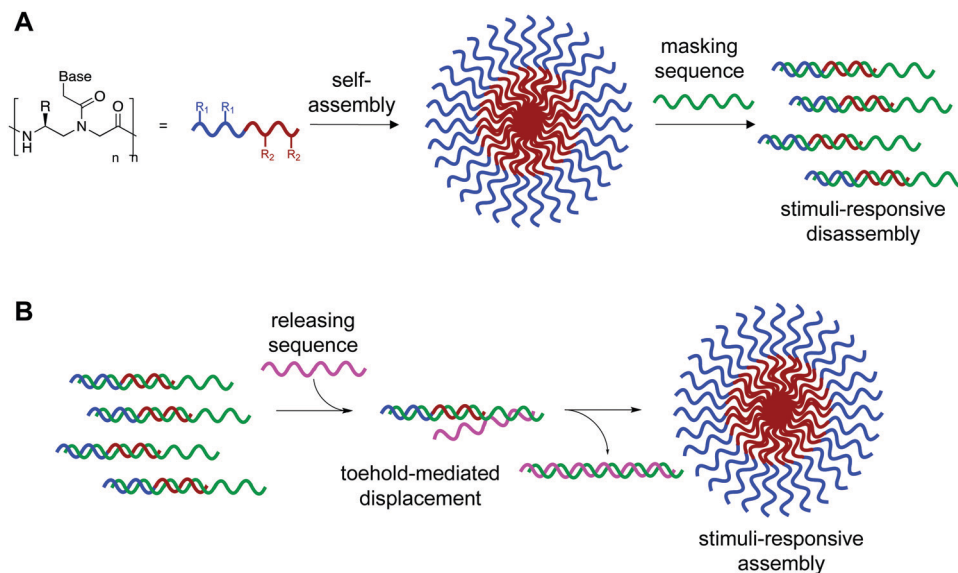 A
Base
R
O
O
N
N
H
n
n
=
R1 R1
R2 R2
self-
assembly
masking
sequence
stimuli-responsive
disassembly
B
releasing
sequence
toehold-mediated
displacement
stimuli-responsive
assembly